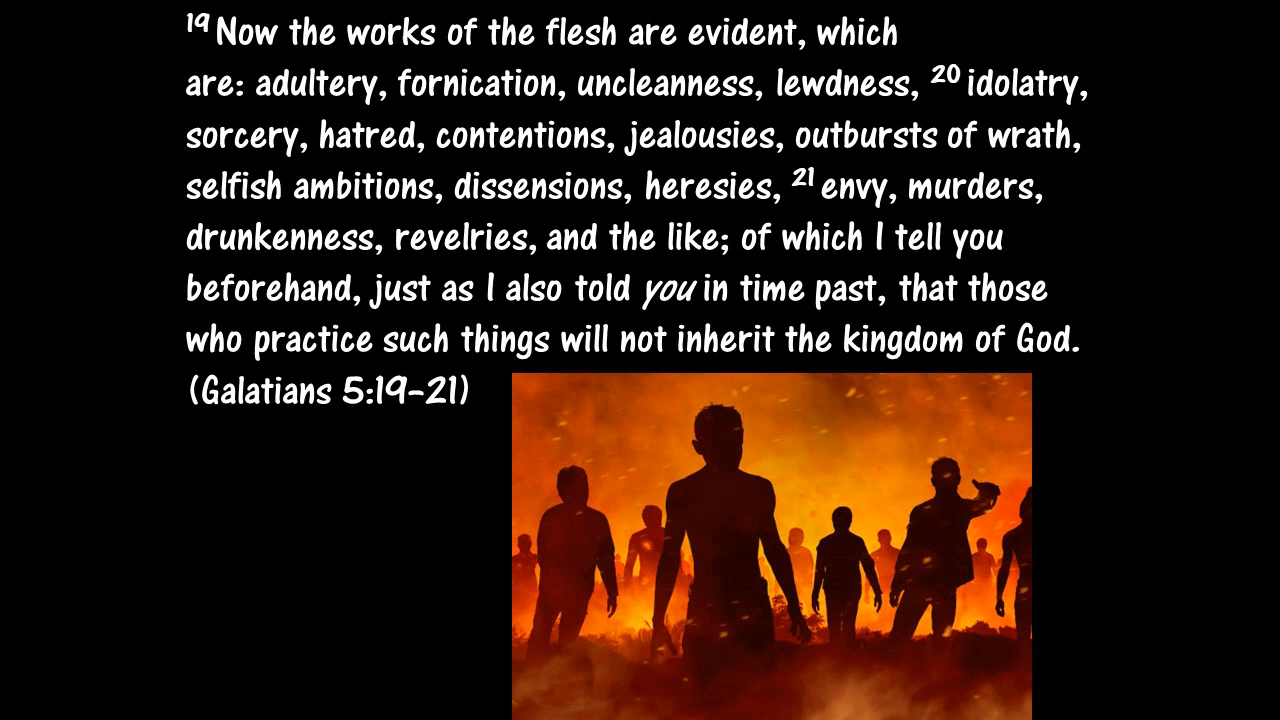 19 Now the works of the flesh are evident, which
are: adultery, fornication, uncleanness, lewdness, 20 idolatry,
sorcery, hatred, contentions, jealousies, outbursts of wrath,
selfish ambitions, dissensions, heresies, 21 envy, murders,
drunkenness, revelries, and the like; of which I tell you
beforehand, just as I also told you in time past, that those
who practice such things will not inherit the kingdom of God.
(Galatians 5:19-21)